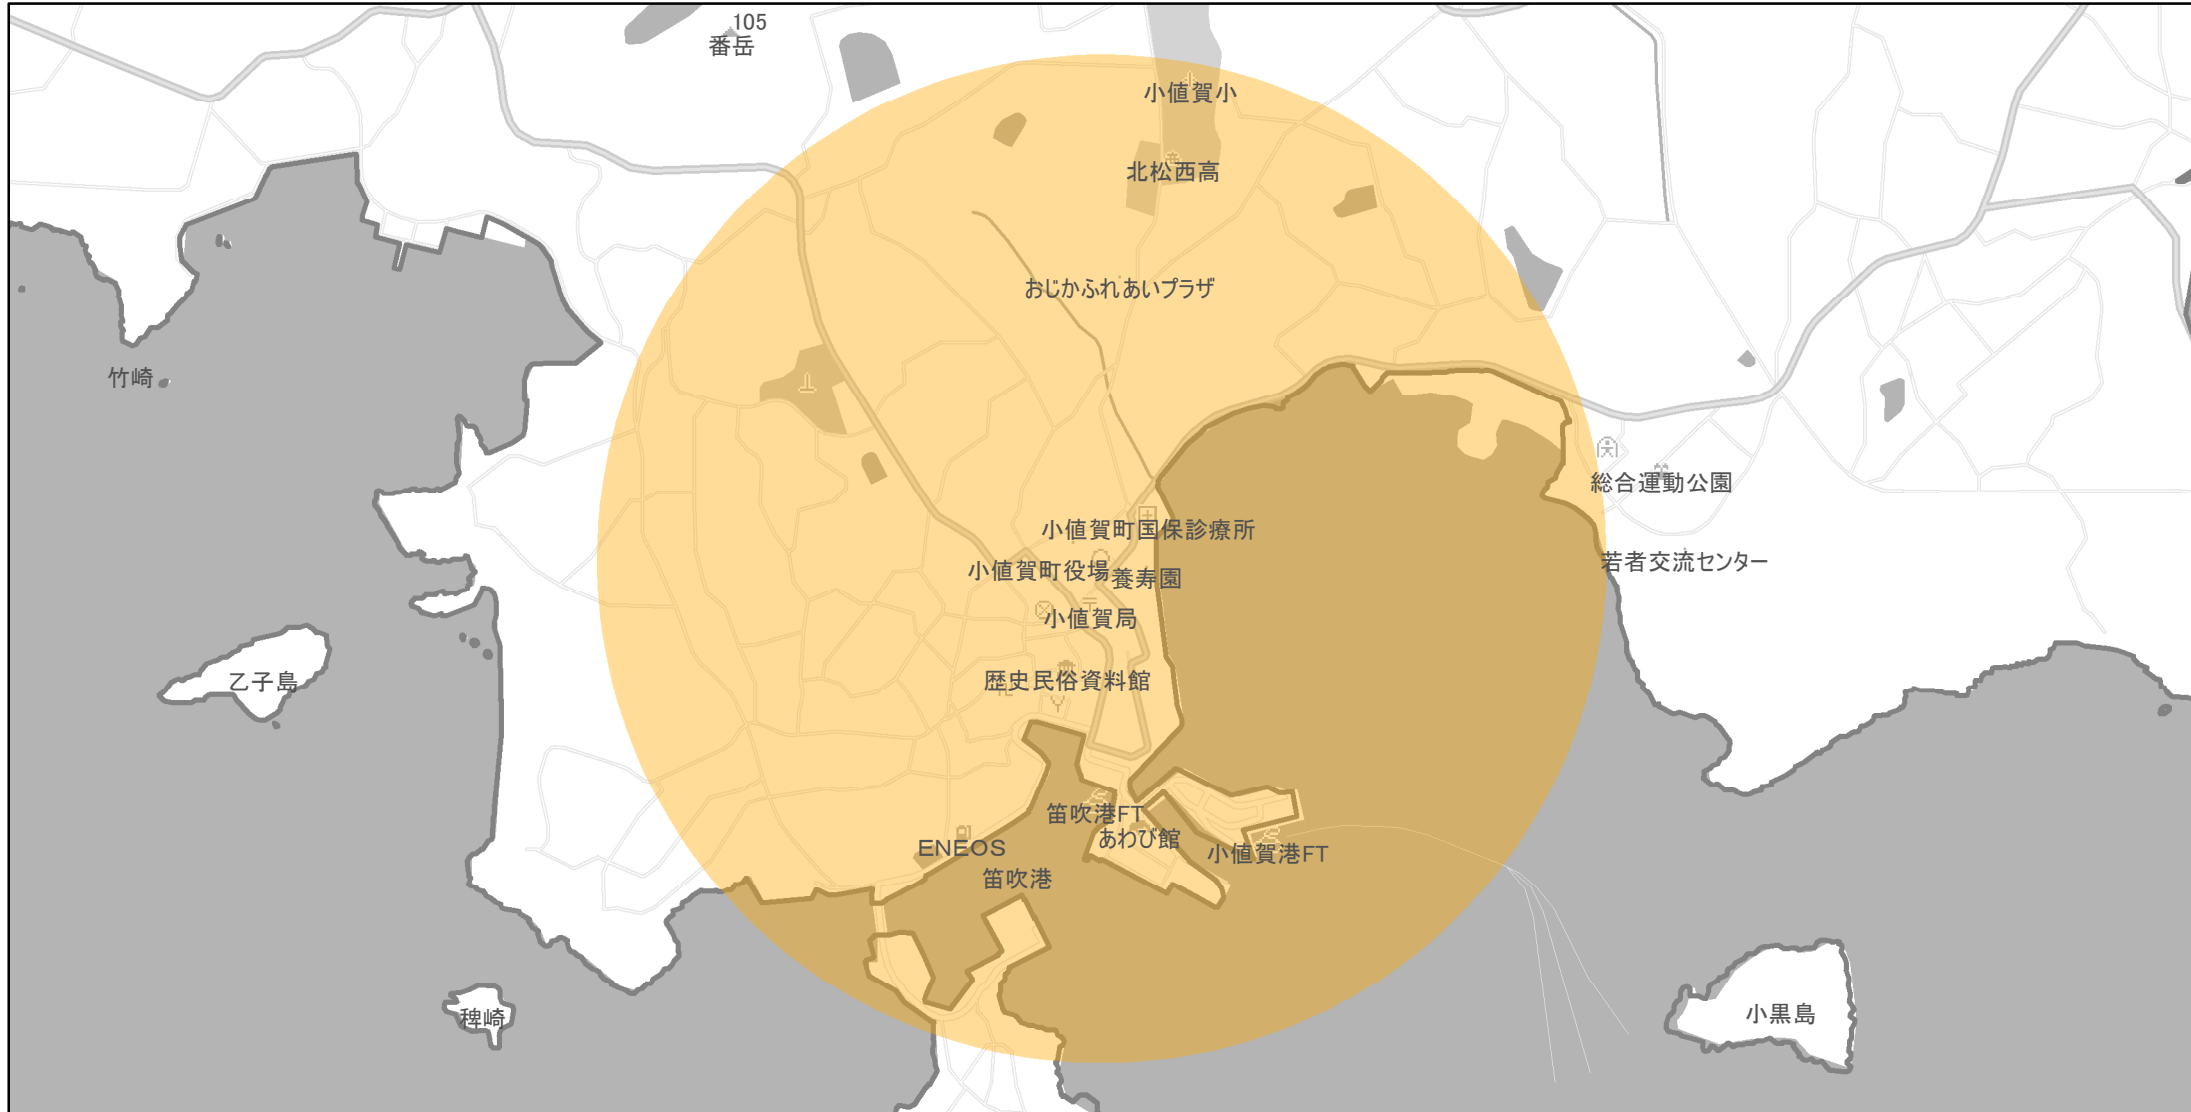 105
番岳
小値賀小
北松西高
おじかふれあいプラザ
竹崎
総合運動公園
小値賀町国保診療所
若者交流センター
小値賀町役場
養寿園
小値賀局
歴史民俗資料館
乙子島
笛吹港FT
あわび館
ENEOS
小値賀港FT
笛吹港
稗崎
小黒島